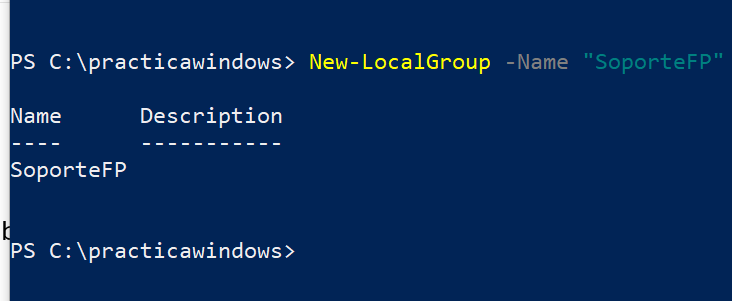 PS C:\practicawindows> New-LocalGroup -Name "SoporteFP"
Name      Description
----      -----------
SoporteFP
PS C:\practicawindows>